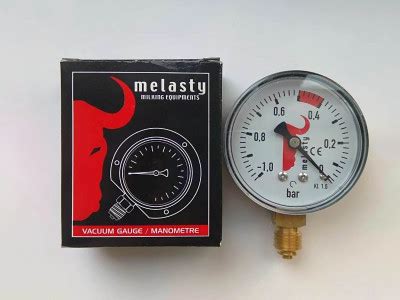 melasty
MILKING EQUIPMENTS
VACUUM GAUGE / MANOMETRE
0,6
0,4
0,8
0,2
melasty
CE
-1,0
0
bar
Kl. 1.6